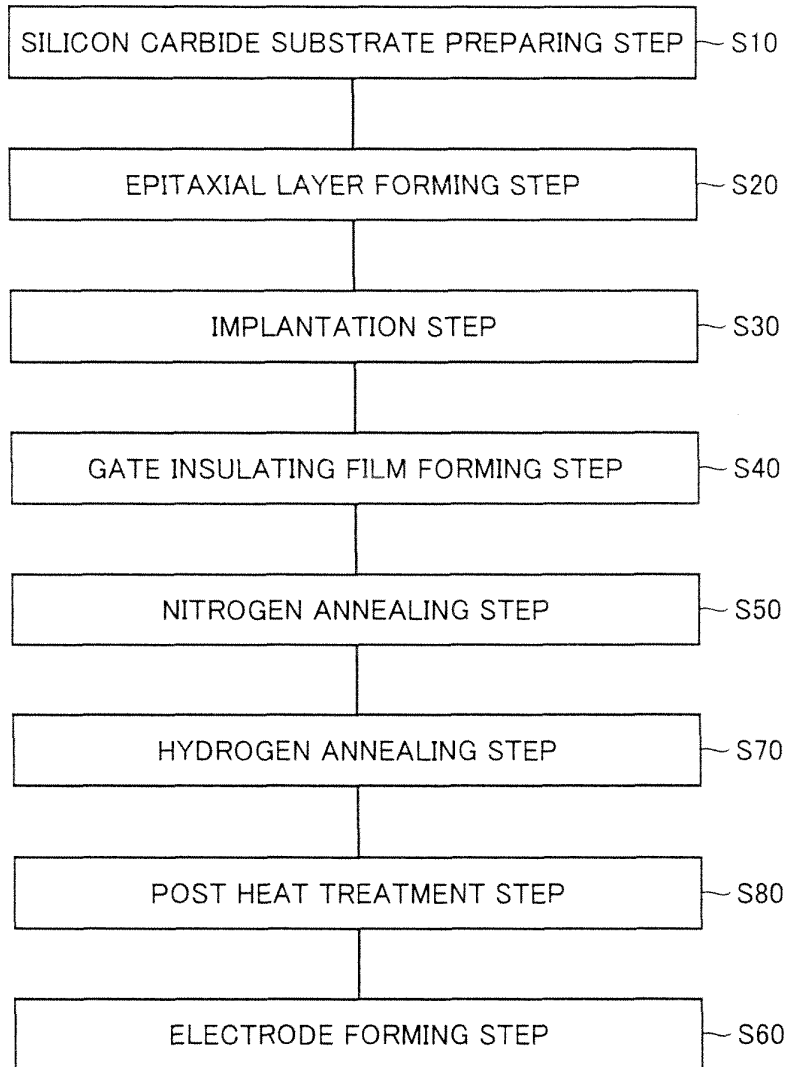 SILICON CARBIDE SUBSTRATE PREPARING STEP S10
EPITAXIAL LAYER FORMING STEP S20
IMPLANTATION STEP S30
GATE INSULATING FILM FORMING STEP S40
NITROGEN ANNEALING STEP S50
HYDROGEN ANNEALING STEP S70
POST HEAT TREATMENT STEP S80
ELECTRODE FORMING STEP S60